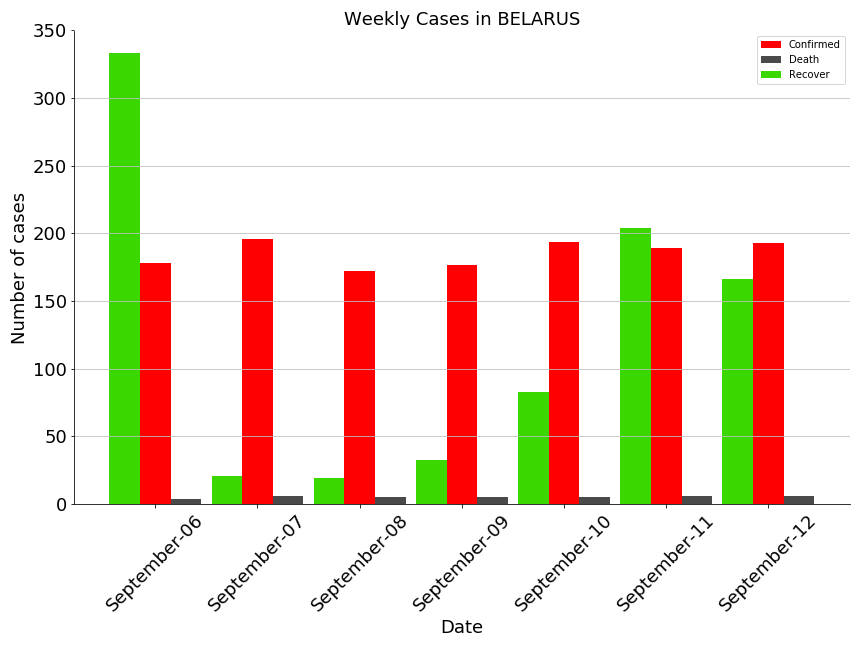 Weekly Cases in BELARUS
Confirmed
Death
Recover
Number of cases
350
300
250
200
150
100
50
0
September-06
September-07
September-08
September-09
September-10
September-11
September-12
Date